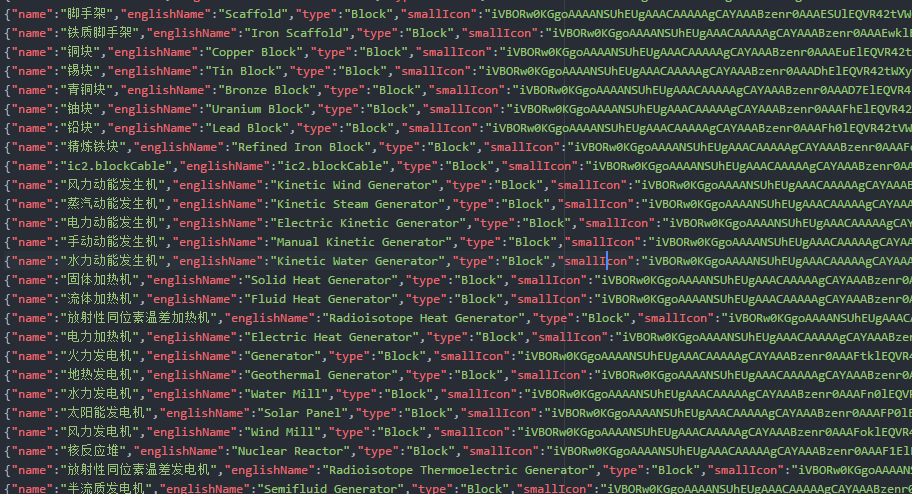 {"name":"脚手架","englishName":"Scaffold","type":"Block","smallIcon":"iVBORw0KGgoAAAANSUhEUgAAACAAAAAgCAYAAABzenr0AAAESUlEQVR42tVW
{"name":"铁质脚手架","englishName":"Iron Scaffold","type":"Block","smallIcon":"iVBORw0KGgoAAAANSUhEUgAAACAAAAAgCAYAAABzenr0AAAEwkl
{"name":"铜块","englishName":"Copper Block","type":"Block","smallIcon":"iVBORw0KGgoAAAANSUhEUgAAACAAAAAgCAYAAABzenr0AAAEuElEQVR42tVW
{"name":"锡块","englishName":"Tin Block","type":"Block","smallIcon":"iVBORw0KGgoAAAANSUhEUgAAACAAAAAgCAYAAABzenr0AAADhElEQVR42tWXy
{"name":"青铜块","englishName":"Bronze Block","type":"Block","smallIcon":"iVBORw0KGgoAAAANSUhEUgAAACAAAAAgCAYAAABzenr0AAAD7ElEQVR4
{"name":"铀块","englishName":"Uranium Block","type":"Block","smallIcon":"iVBORw0KGgoAAAANSUhEUgAAACAAAAAgCAYAAABzenr0AAAFhElEQVR42
{"name":"铅块","englishName":"Lead Block","type":"Block","smallIcon":"iVBORw0KGgoAAAANSUhEUgAAACAAAAAgCAYAAABzenr0AAAFh0lEQVR42tVW
{"name":"精炼铁块","englishName":"Refined Iron Block","type":"Block","smallIcon":"iVBORw0KGgoAAAANSUhEUgAAACAAAAAgCAYAAABzenr0AAAF
{"name":"ic2.blockCable","englishName":"ic2.blockCable","type":"Block","smallIcon":"iVBORw0KGgoAAAANSUhEUgAAACAAAAAgCAYAAABzenr0AA
{"name":"风力动能发生机","englishName":"Kinetic Wind Generator","type":"Block","smallIcon":"iVBORw0KGgoAAAANSUhEUgAAACAAAAAgCAYAAAB
{"name":"蒸汽动能发生机","englishName":"Kinetic Steam Generator","type":"Block","smallIcon":"iVBORw0KGgoAAAANSUhEUgAAACAAAAAgCAYAAA
{"name":"电力动能发生机","englishName":"Electric Kinetic Generator","type":"Block","smallIcon":"iVBORw0KGgoAAAANSUhEUgAAACAAAAAgCA
{"name":"手动动能发生机","englishName":"Manual Kinetic Generator","type":"Block","smallIcon":"iVBORw0KGgoAAAANSUhEUgAAACAAAAAgCAYA
{"name":"水力动能发生机","englishName":"Kinetic Water Generator","type":"Block","smallIcon":"iVBORw0KGgoAAAANSUhEUgAAACAAAAAgCAYAAA
{"name":"固体加热机","englishName":"Solid Heat Generator","type":"Block","smallIcon":"iVBORw0KGgoAAAANSUhEUgAAACAAAAAgCAYAAABzenr0
{"name":"流体加热机","englishName":"Fluid Heat Generator","type":"Block","smallIcon":"iVBORw0KGgoAAAANSUhEUgAAACAAAAAgCAYAAABzenr0
{"name":"放射性同位素温差加热机","englishName":"Radioisotope Heat Generator","type":"Block","smallIcon":"iVBORw0KGgoAAAANSUhEUgAAACA
{"name":"电力加热机","englishName":"Electric Heat Generator","type":"Block","smallIcon":"iVBORw0KGgoAAAANSUhEUgAAACAAAAAgCAYAAABze
{"name":"火力发电机","englishName":"Generator","type":"Block","smallIcon":"iVBORw0KGgoAAAANSUhEUgAAACAAAAAgCAYAAABzenr0AAAFtklEQVR4
{"name":"地热发电机","englishName":"Geothermal Generator","type":"Block","smallIcon":"iVBORw0KGgoAAAANSUhEUgAAACAAAAAgCAYAAABzenr0
{"name":"水力发电机","englishName":"Water Mill","type":"Block","smallIcon":"iVBORw0KGgoAAAANSUhEUgAAACAAAAAgCAYAAABzenr0AAAFn0lEQVR
{"name":"太阳能发电机","englishName":"Solar Panel","type":"Block","smallIcon":"iVBORw0KGgoAAAANSUhEUgAAACAAAAAgCAYAAABzenr0AAAFP0lE
{"name":"风力发电机","englishName":"Wind Mill","type":"Block","smallIcon":"iVBORw0KGgoAAAANSUhEUgAAACAAAAAgCAYAAABzenr0AAAFoklEQVR4
{"name":"核反应堆","englishName":"Nuclear Reactor","type":"Block","smallIcon":"iVBORw0KGgoAAAANSUhEUgAAACAAAAAgCAYAAABzenr0AAAF1El
{"name":"放射性同位素温差发电机","englishName":"Radioisotope Thermoelectric Generator","type":"Block","smallIcon":"iVBORw0KGgoAAAANS
{"name":"半流质发电机","englishName":"Semifluid Generator","type":"Block","smallIcon":"iVBORw0KGgoAAAANSUhEUgAAACAAAAAgCAYAAABzenr0